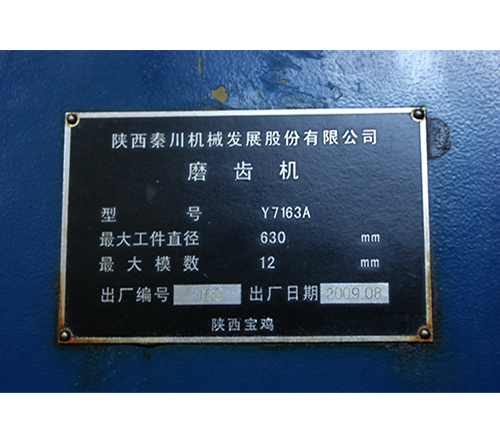 陕西秦川机械发展股份有限公司
磨齿机
型号 Y7163A
最大工件直径 630 mm
最大模数 12 mm
出厂编号 出厂日期 2009.08
陕西宝鸡